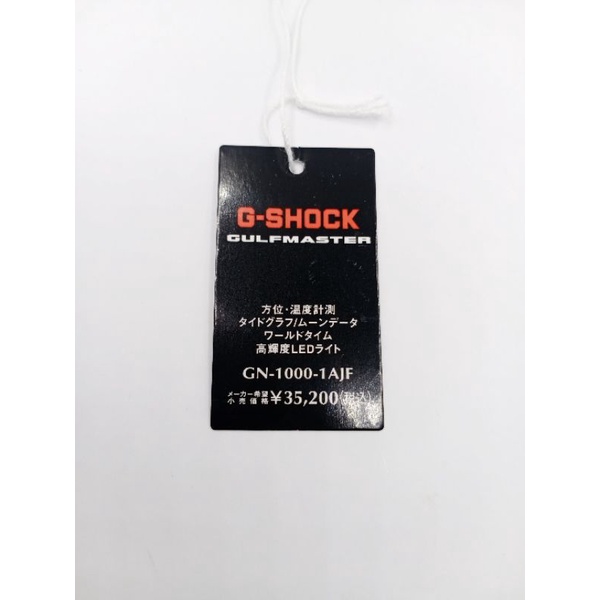 G-SHOCK
GULFMASTER
方位・温度計測
タイドグラフ/ムーンデータ
ワールドタイム
高輝度LEDライト
GN-1000-1AJF
メーカー希望
小売価格 ¥35,200(税込)